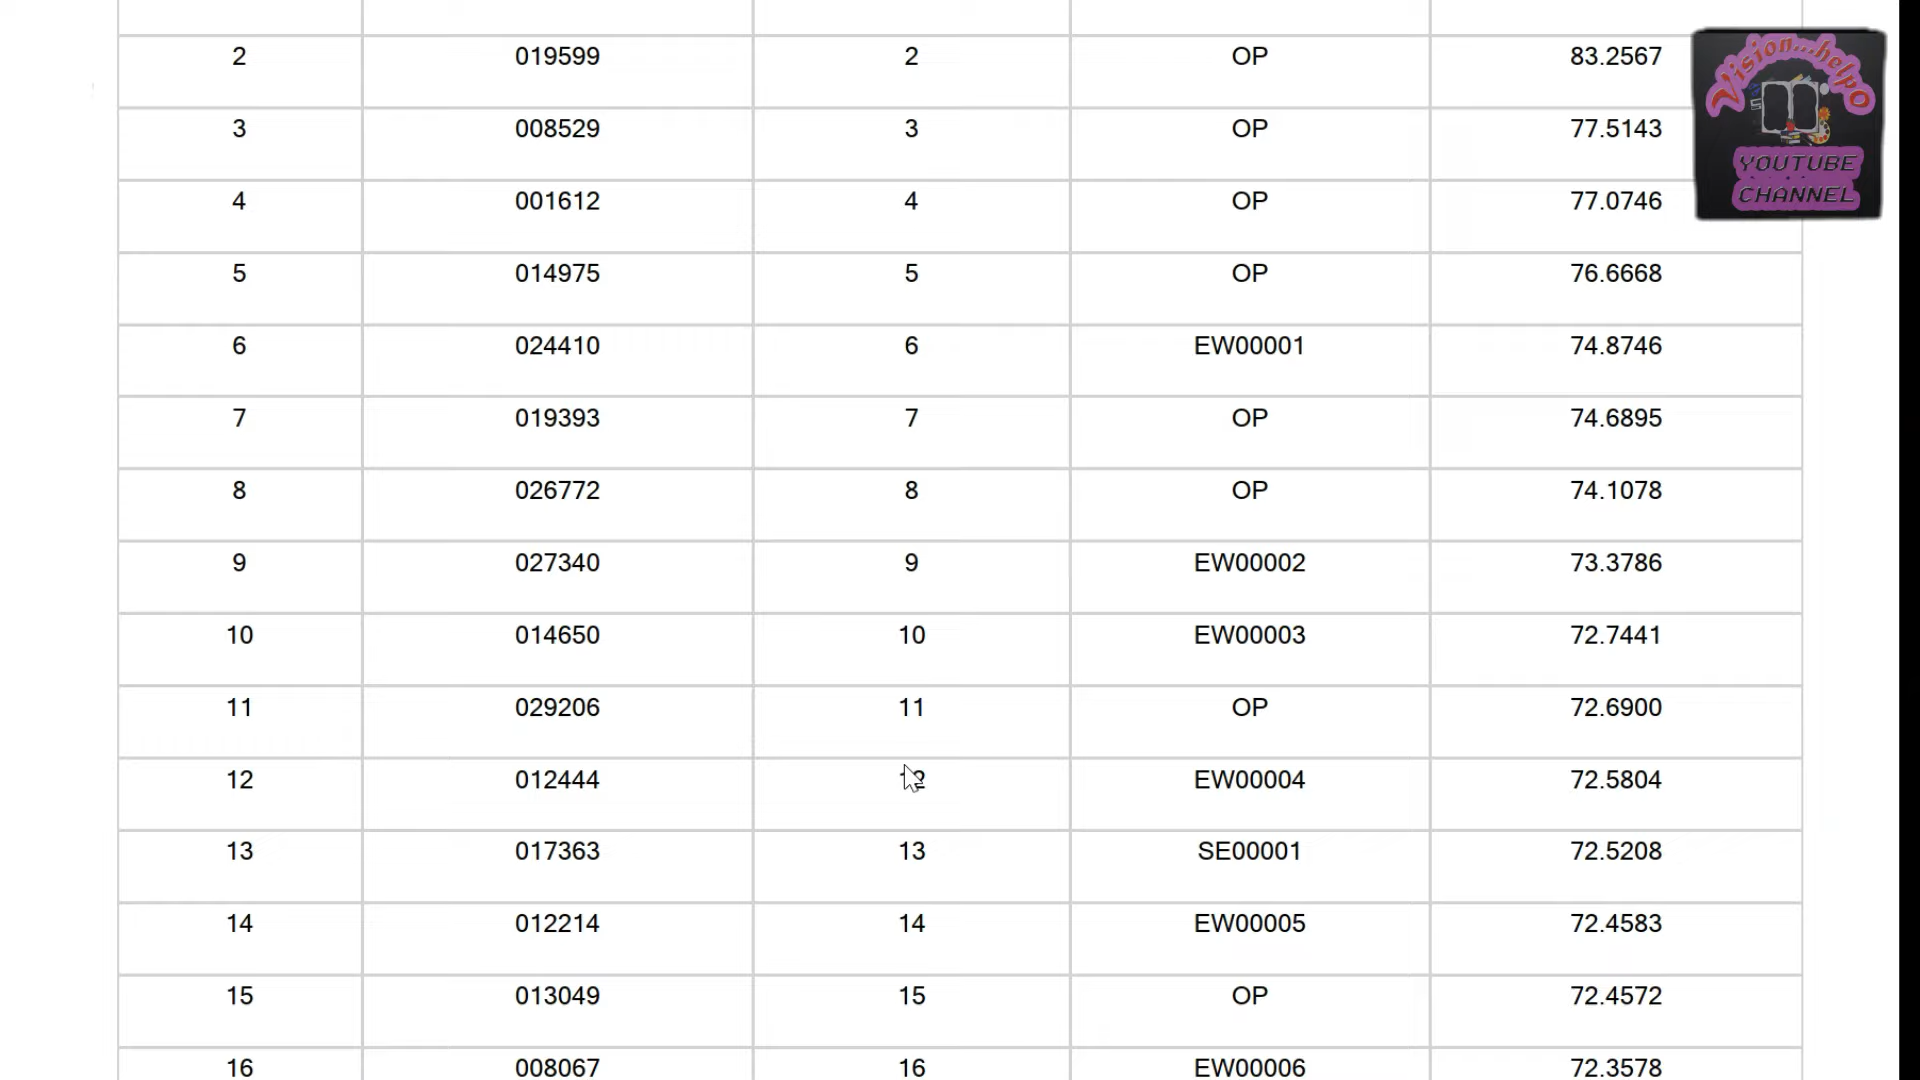 2 019599 2 OP 83.2567
3 008529 3 OP 77.5143
4 001612 4 OP 77.0746
5 014975 5 OP 76.6668
6 024410 6 EW00001 74.8746
7 019393 7 OP 74.6895
8 026772 8 OP 74.1078
9 027340 9 EW00002 73.3786
10 014650 10 EW00003 72.7441
11 029206 11 OP 72.6900
12 012444 12 EW00004 72.5804
13 017363 13 SE00001 72.5208
14 012214 14 EW00005 72.4583
15 013049 15 OP 72.4572
16 008067 16 EW00006 72.3578
Vision...helpO
YOUTUBE
CHANNEL